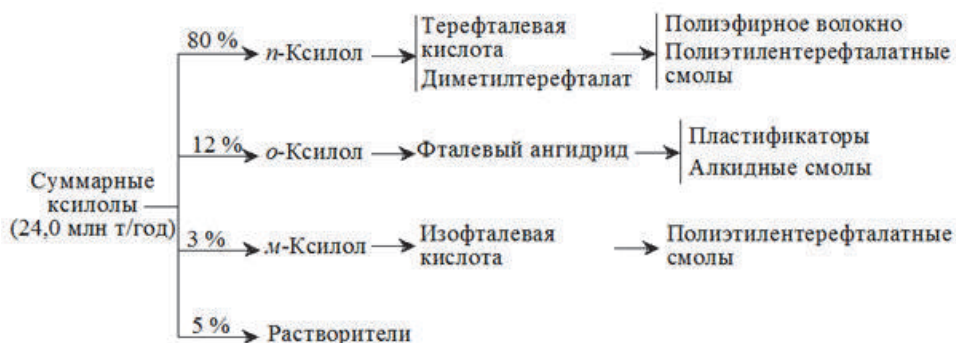 80 %
п-Ксилол
Терефталевая
кислота
Диметилтерефталат
Полиэфирное волокно
Полиэтилентерефталатные
смолы
12 %
о-Ксилол
Фталевый ангидрид
Пластификаторы
Алкидные смолы
Суммарные
ксилолы
(24,0 млн т/год)
3 %
м-Ксилол
Изофталевая
кислота
Полиэтилентерефталатные
смолы
5 %
Растворители